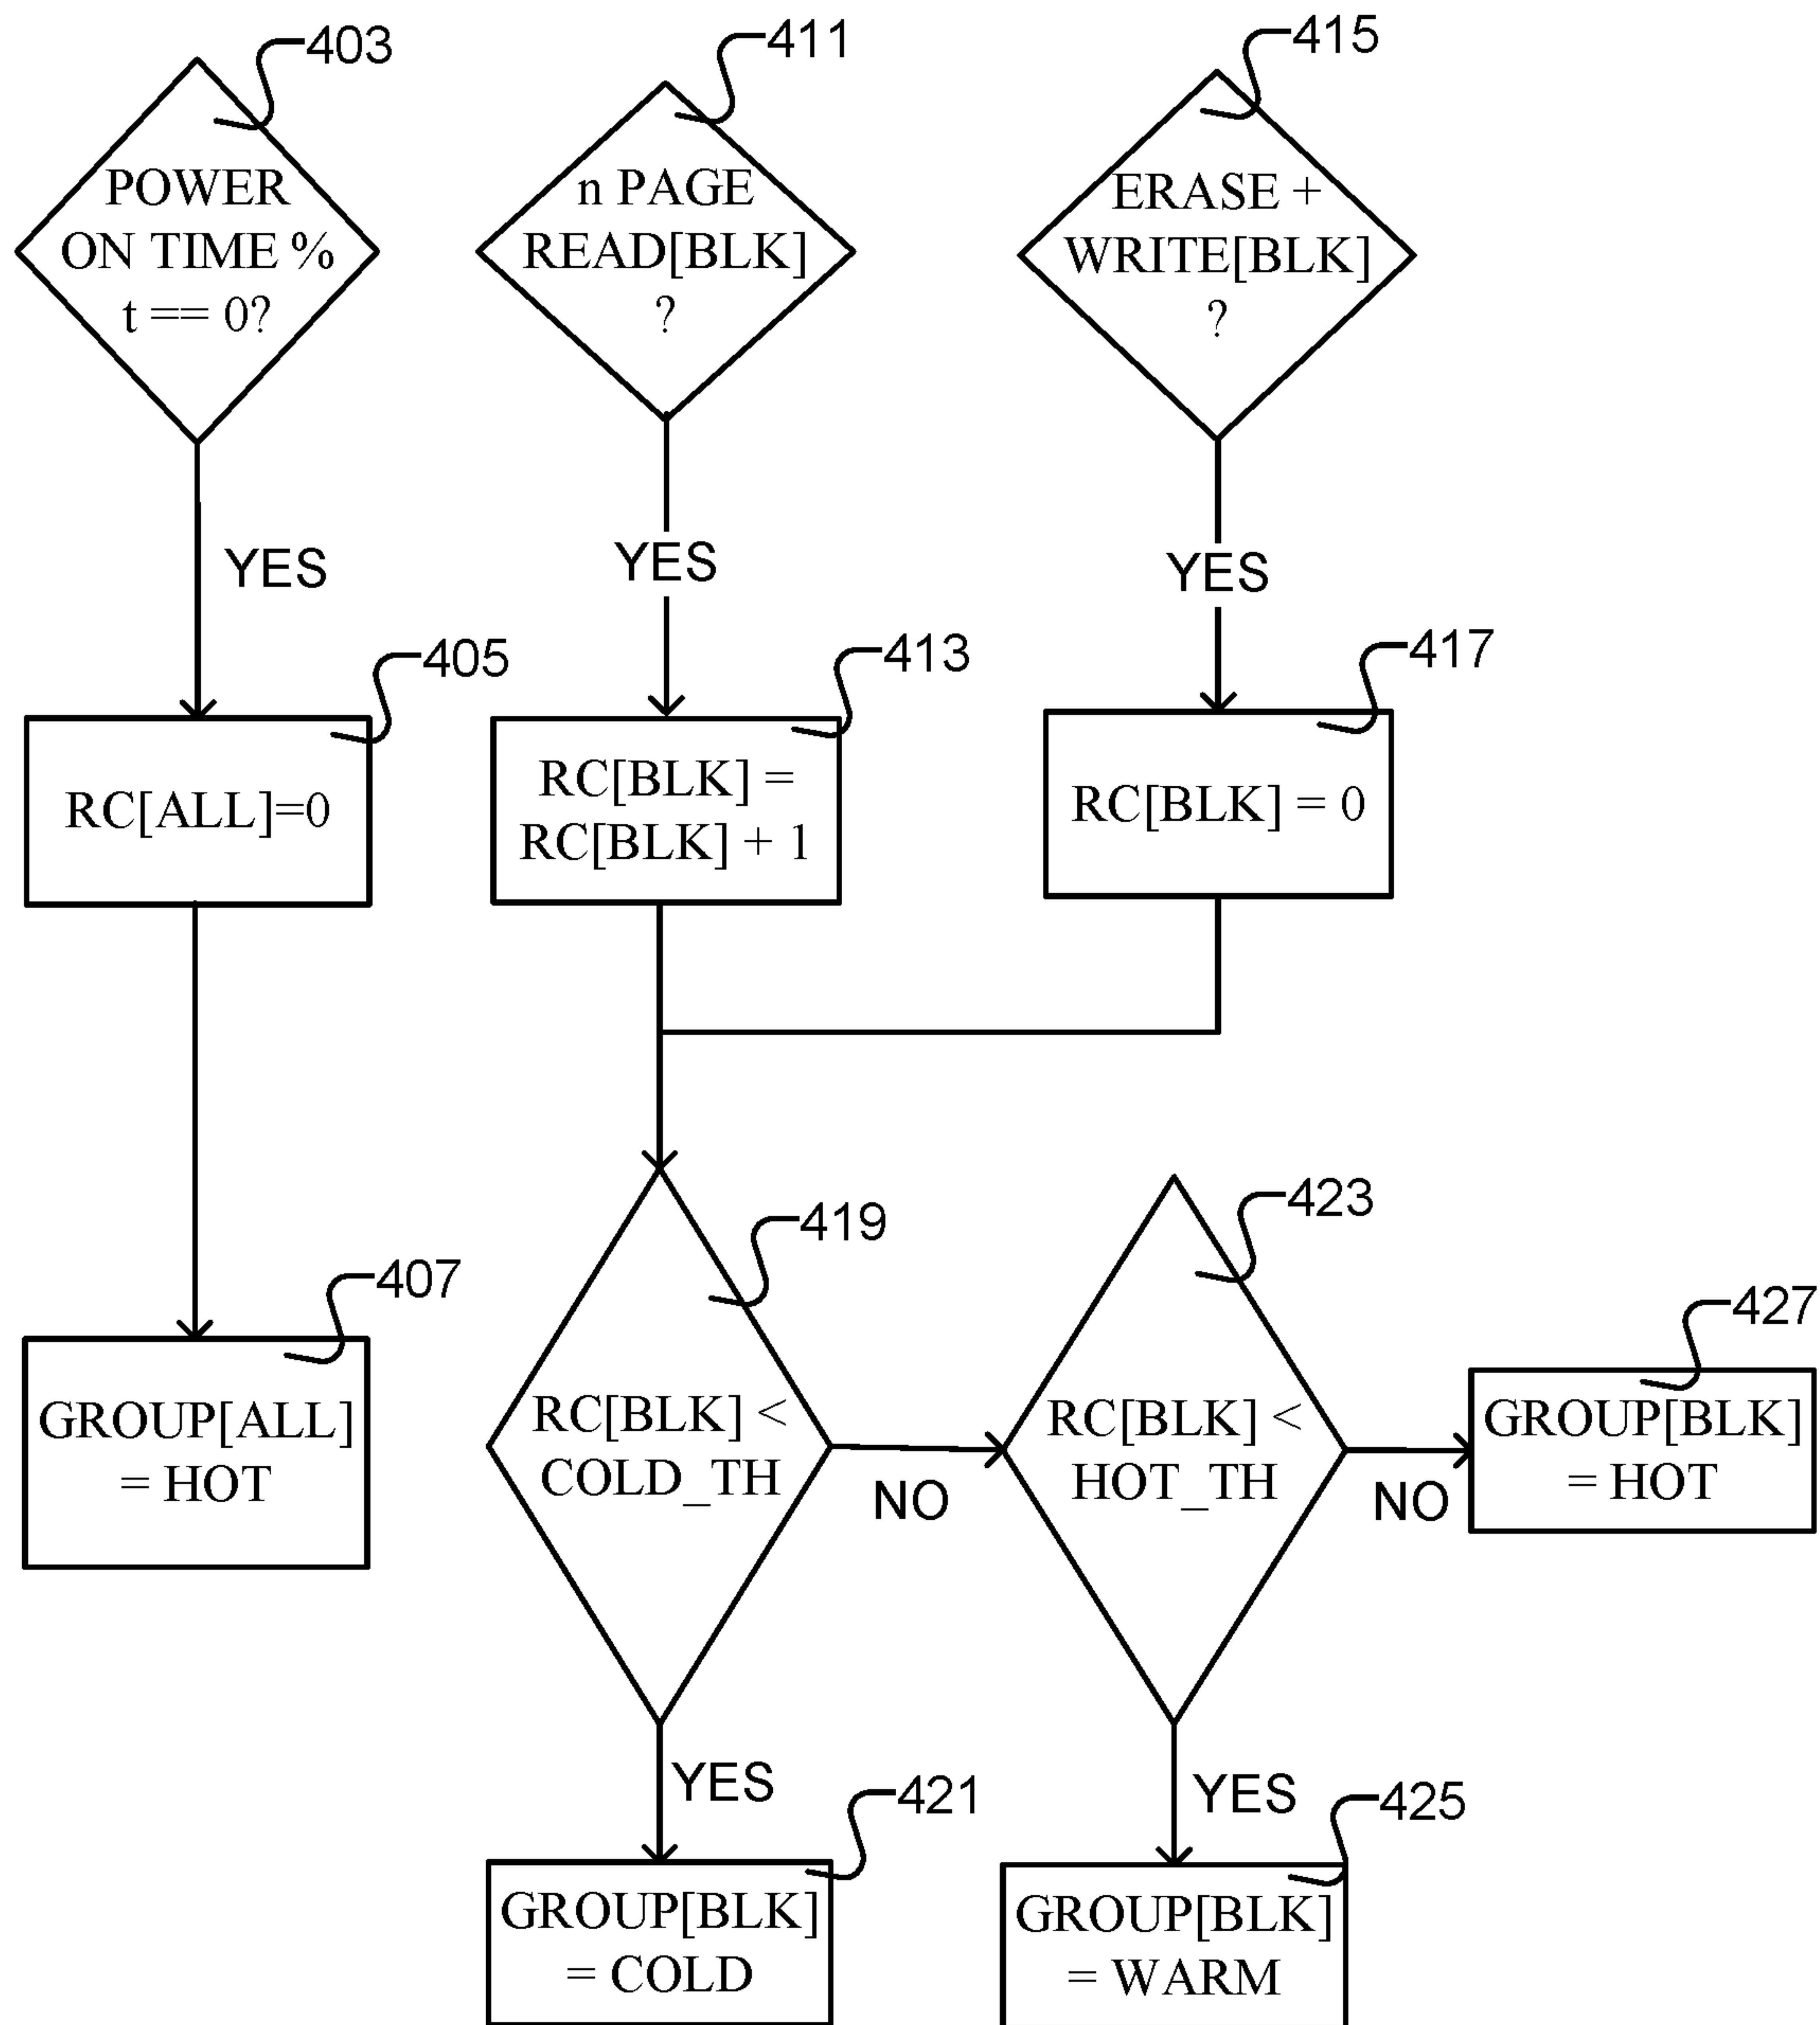 403
POWER
ON TIME %
t == 0?
YES
405
RC[ALL]=0
407
GROUP[ALL]
= HOT
411
n PAGE
READ[BLK]
?
YES
413
RC[BLK] =
RC[BLK] + 1
415
ERASE +
WRITE[BLK]
?
YES
417
RC[BLK] = 0
419
RC[BLK] <
COLD_TH
NO
YES
421
GROUP[BLK]
= COLD
423
RC[BLK] <
HOT_TH
NO
YES
425
GROUP[BLK]
= WARM
427
GROUP[BLK]
= HOT